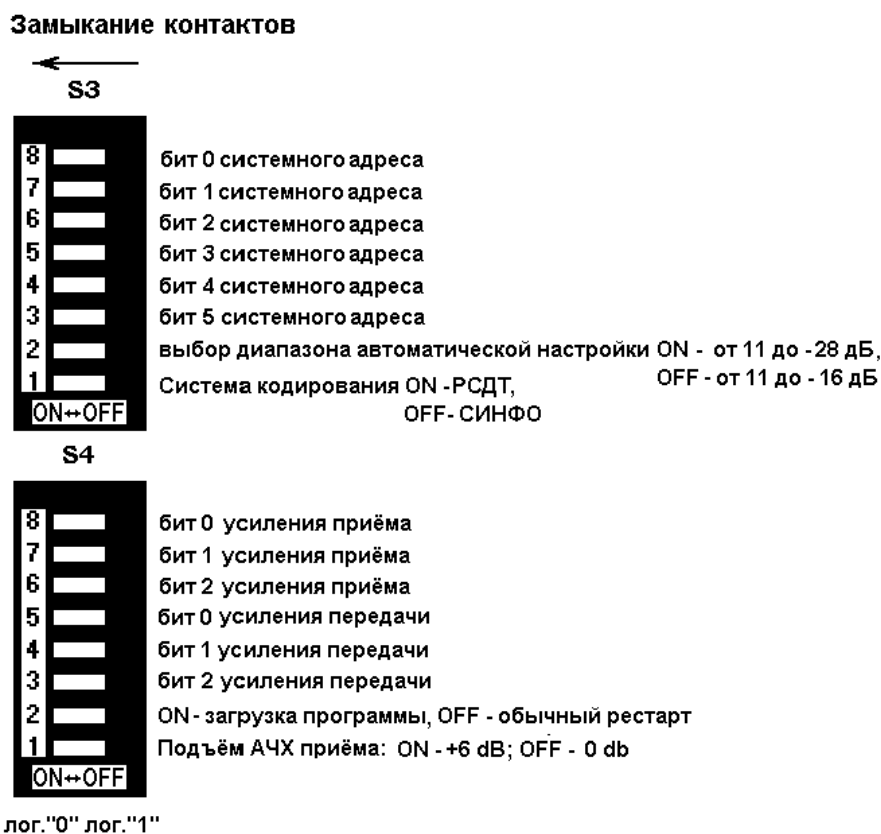 Замыкание контактов
S3
8 бит 0 системного адреса
7 бит 1 системного адреса
6 бит 2 системного адреса
5 бит 3 системного адреса
4 бит 4 системного адреса
3 бит 5 системного адреса
2 выбор диапазона автоматической настройки ON - от 11 до -28 дБ,
OFF - от 11 до - 16 дБ
1 Система кодирования ON -РСДТ,
OFF- СИНФО
ON↔OFF
S4
8 бит 0 усиления приёма
7 бит 1 усиления приёма
6 бит 2 усиления приёма
5 бит 0 усиления передачи
4 бит 1 усиления передачи
3 бит 2 усиления передачи
2 ON - загрузка программы, OFF - обычный рестарт
1 Подъём АЧХ приёма: ON - +6 dB; OFF - 0 db
ON↔OFF
лог."0" лог."1"